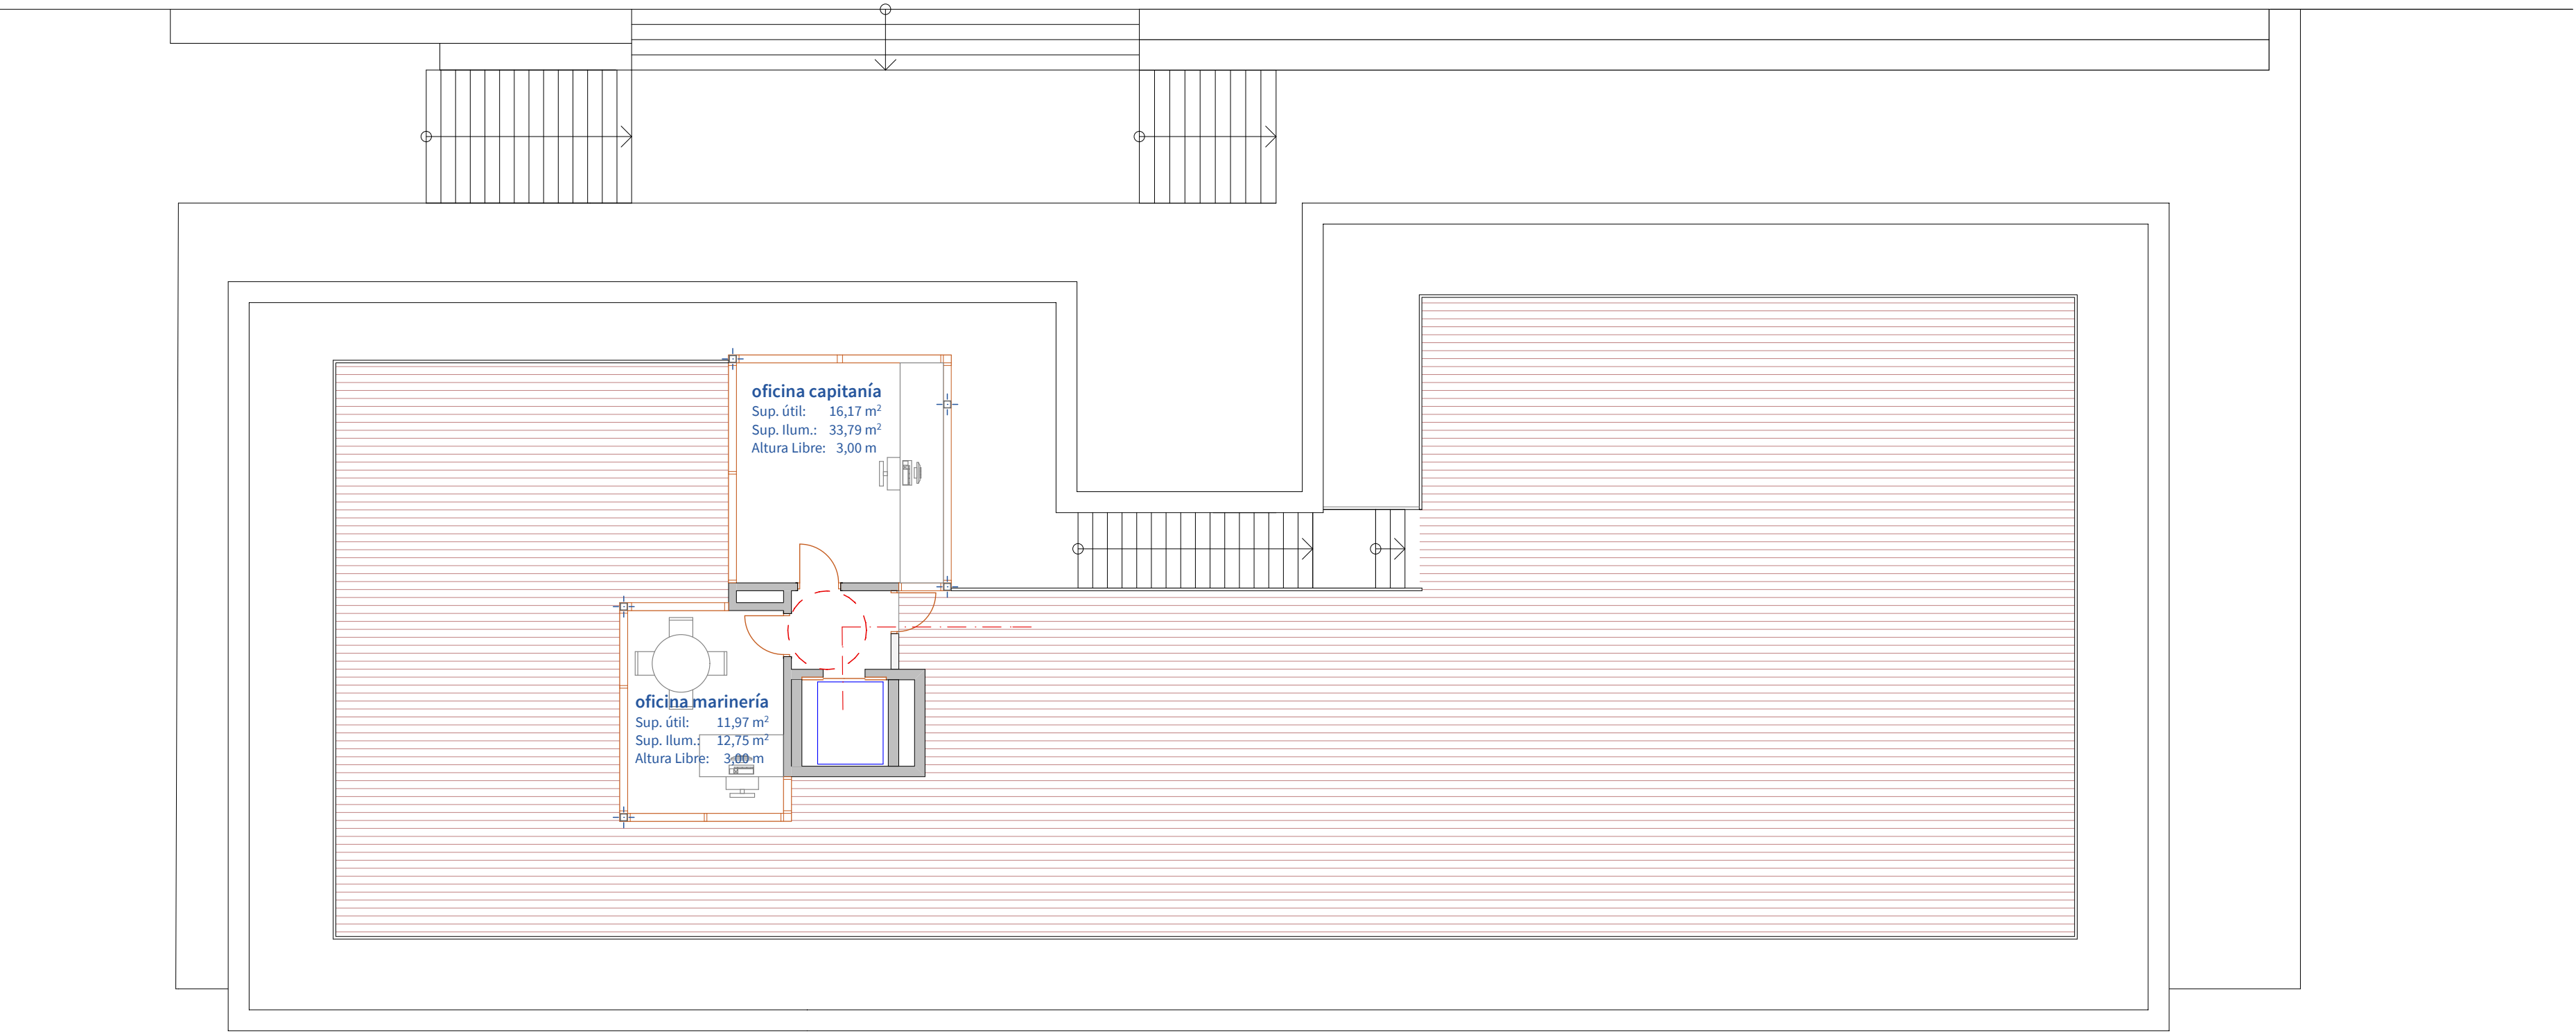 oficina capitanía
Sup. útil: 16,17 m²
Sup. Ilum.: 33,79 m²
Altura Libre: 3,00 m
oficina marinería
Sup. útil: 11,97 m²
Sup. Ilum.: 12,75 m²
Altura Libre: 3,00 m